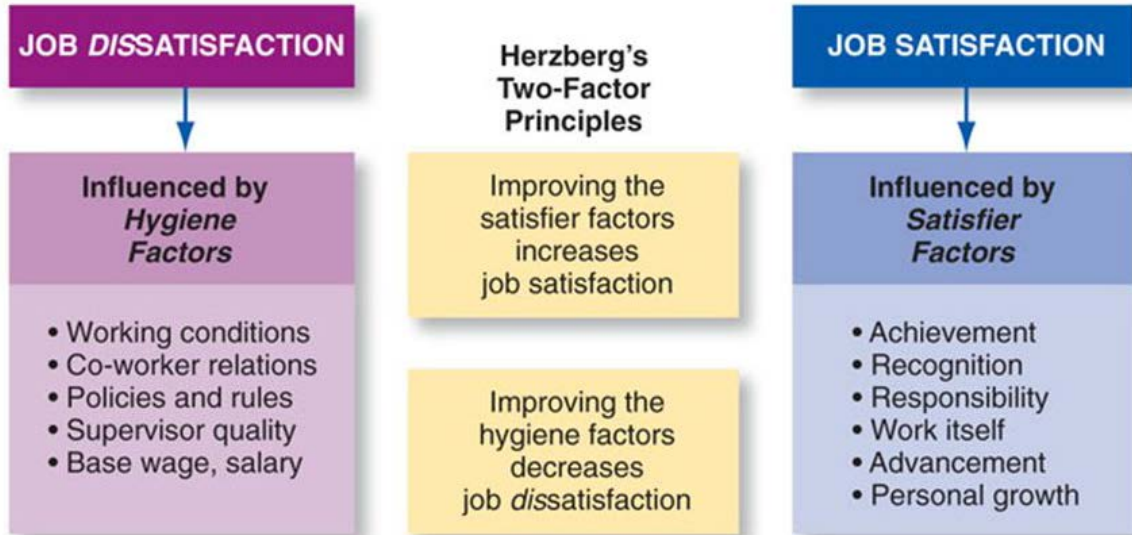 JOB DISSATISFACTION
Influenced by
Hygiene
Factors
• Working conditions
• Co-worker relations
• Policies and rules
• Supervisor quality
• Base wage, salary
Herzberg's
Two-Factor
Principles
Improving the
satisfier factors
increases
job satisfaction
Improving the
hygiene factors
decreases
job dissatisfaction
JOB SATISFACTION
Influenced by
Satisfier
Factors
• Achievement
• Recognition
• Responsibility
• Work itself
• Advancement
• Personal growth